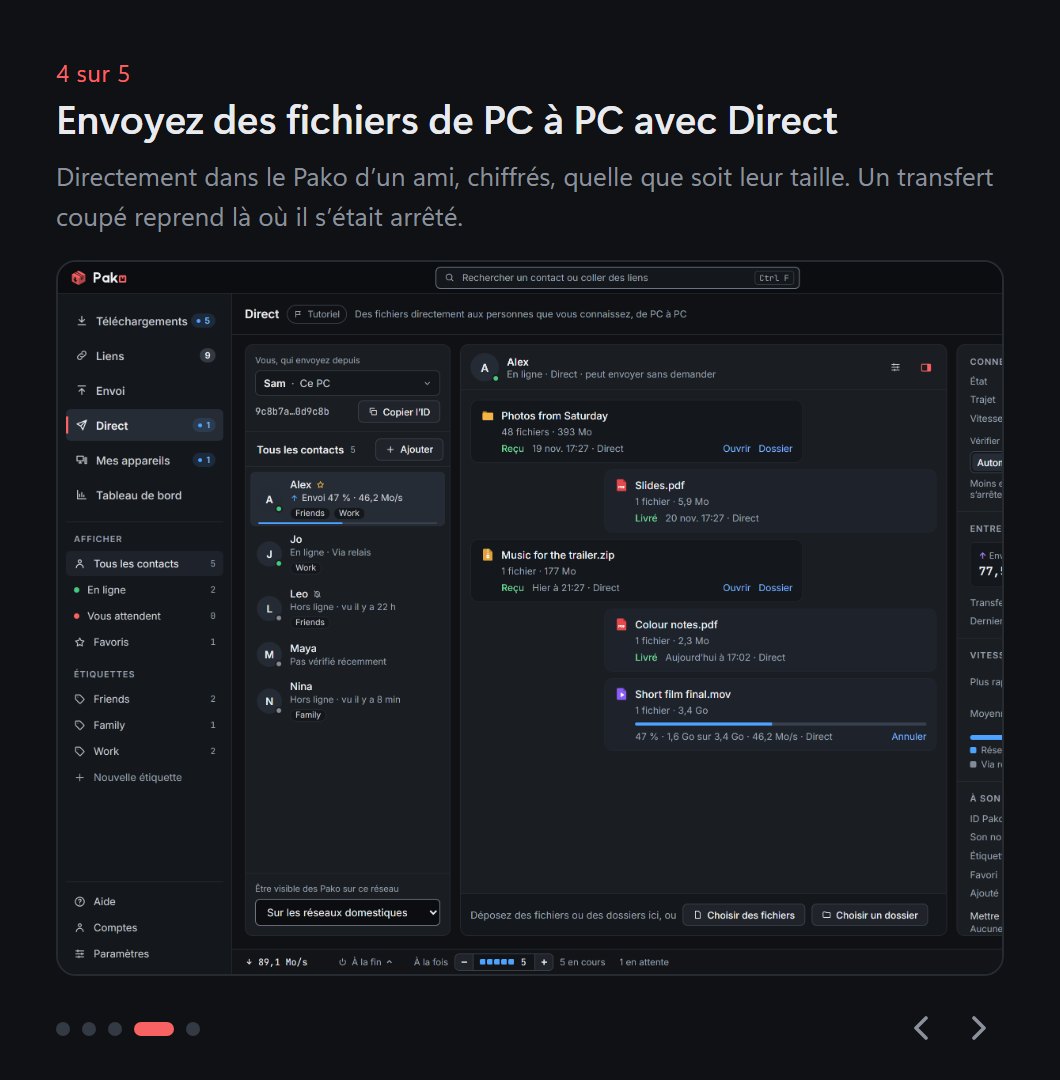 4 sur 5
Envoyez des fichiers de PC à PC avec Direct
Directement dans le Pako d’un ami, chiffrés, quelle que soit leur taille. Un transfert
coupé reprend là où il s’était arrêté.
Pako
Rechercher un contact ou coller des liens
Ctrl F
Téléchargements 5
Liens 9
Envoi
Direct 1
Mes appareils 1
Tableau de bord
AFFICHER
Tous les contacts 5
En ligne 2
Vous attendent 0
Favoris 1
ÉTIQUETTES
Friends 2
Family 1
Work 2
Nouvelle étiquette
Aide
Comptes
Paramètres
Direct
Tutoriel
Des fichiers directement aux personnes que vous connaissez, de PC à PC
Vous, qui envoyez depuis
Sam · Ce PC
9c8b7a…0d9c8b
Copier l’ID
Tous les contacts 5
+ Ajouter
A
Alex
Envoi 47 % · 46,2 Mo/s
Friends Work
J
Jo
En ligne · Via relais
Work
L
Leo
Hors ligne · vu il y a 22 h
Friends
M
Maya
Pas vérifié récemment
N
Nina
Hors ligne · vu il y a 8 min
Family
Être visible des Pako sur ce réseau
Sur les réseaux domestiques
A
Alex
En ligne · Direct · peut envoyer sans demander
Photos from Saturday
48 fichiers · 393 Mo
Reçu 19 nov. 17:27 · Direct
Ouvrir Dossier
Slides.pdf
1 fichier · 5,9 Mo
Livré 20 nov. 17:27 · Direct
Music for the trailer.zip
1 fichier · 177 Mo
Reçu Hier à 21:27 · Direct
Ouvrir Dossier
Colour notes.pdf
1 fichier · 2,3 Mo
Livré Aujourd’hui à 17:02 · Direct
Short film final.mov
1 fichier · 3,4 Go
47 % · 1,6 Go sur 3,4 Go · 46,2 Mo/s · Direct
Annuler
Déposez des fichiers ou des dossiers ici, ou
Choisir des fichiers
Choisir un dossier
État
Trajet
Vitesse
Vérifier
Moins
s’arrête
Plus
Via
À SON
Son
Favori
Ajouté
Mettre
89,1 Mo/s
À la fin
À la fois
− 5 +
5 en cours
1 en attente